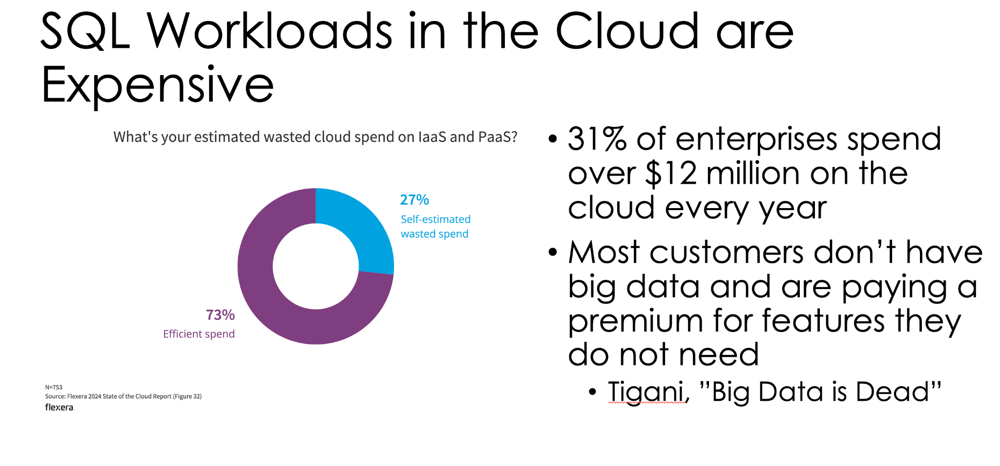 SQL Workloads in the Cloud are
Expensive
What's your estimated wasted cloud spend on IaaS and PaaS?
27%
Self-estimated
wasted spend
73%
Efficient spend
N=753
Source: Flexera 2024 State of the Cloud Report (Figure 32)
flexera
• 31% of enterprises spend
over $12 million on the
cloud every year
• Most customers don’t have
big data and are paying a
premium for features they
do not need
• Tigani, ”Big Data is Dead”